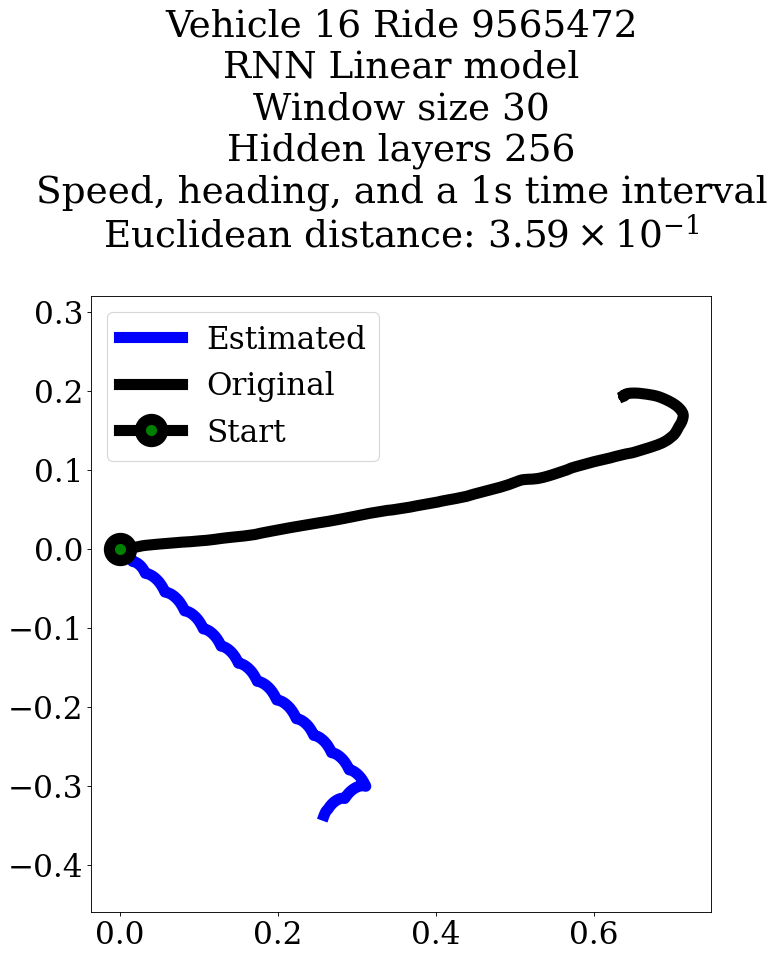 Vehicle 16 Ride 9565472
RNN Linear model
Window size 30
Hidden layers 256
Speed, heading, and a 1s time interval
Euclidean distance: 3.59 × 10⁻¹
Estimated
Original
Start
0.3
0.2
0.1
0.0
−0.1
−0.2
−0.3
−0.4
0.0 0.2 0.4 0.6